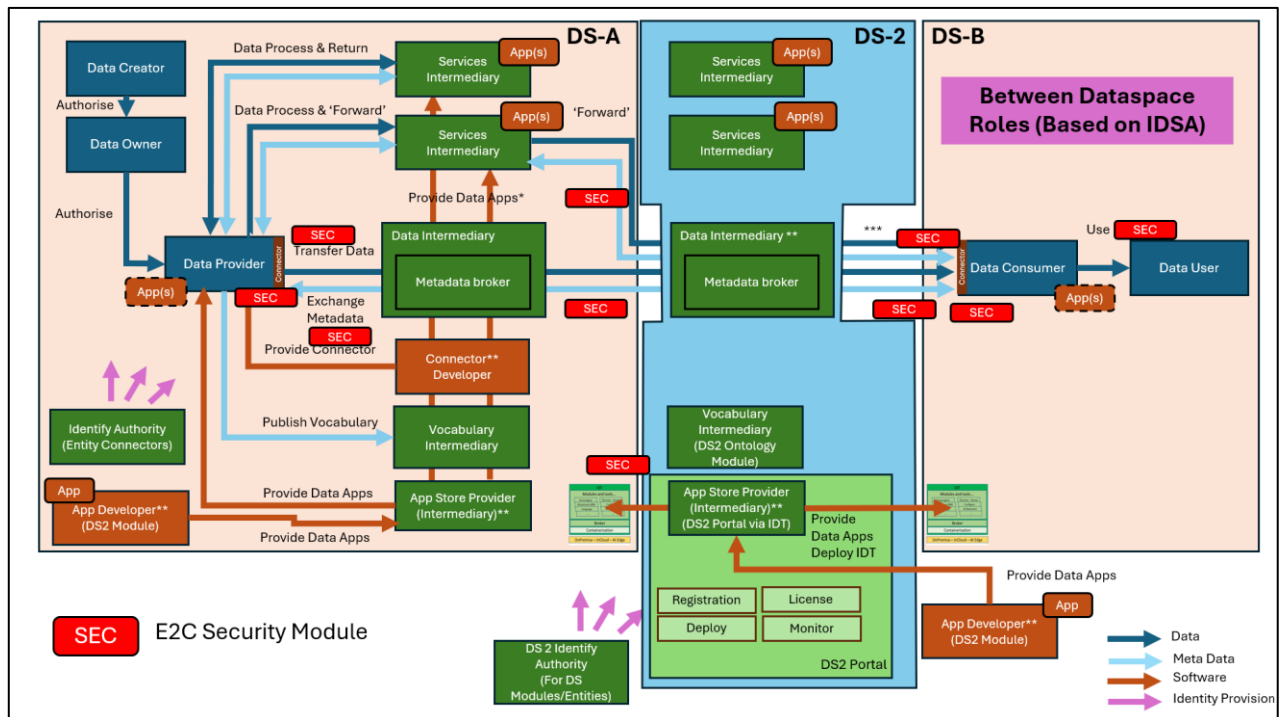 DS-A
DS-2
DS-B
Data Creator
Authorise
Data Owner
Authorise
Data Process & Return
Data Process & ‘Forward’
Services
Intermediary
App(s)
Services
Intermediary
App(s)
‘Forward’
Provide Data Apps*
SEC
Services
Intermediary
App(s)
Services
Intermediary
App(s)
Between Dataspace
Roles (Based on IDSA)
Data Provider
Connector
App(s)
SEC
Transfer Data
SEC
Exchange
Metadata
SEC
Provide Connector
Data Intermediary
Metadata broker
SEC
Data Intermediary **
Metadata broker
***
SEC
SEC
SEC
Connector
Data Consumer
App(s)
Use
SEC
Data User
Connector**
Developer
Identify Authority
(Entity Connectors)
Publish Vocabulary
Vocabulary
Intermediary
Vocabulary
Intermediary
(DS2 Ontology
Module)
SEC
App
App Developer**
(DS2 Module)
Provide Data Apps
Provide Data Apps
App Store Provider
(Intermediary)**
App Store Provider
(Intermediary)**
(DS2 Portal via IDT)
Provide
Data Apps
Deploy IDT
Broker
Containerisation
Broker
Containerisation
Registration
License
Deploy
Monitor
DS2 Portal
Provide Data Apps
App
App Developer**
(DS2 Module)
SEC
E2C Security Module
DS 2 Identify
Authority
(For DS
Modules/Entities)
Data
Meta Data
Software
Identity Provision